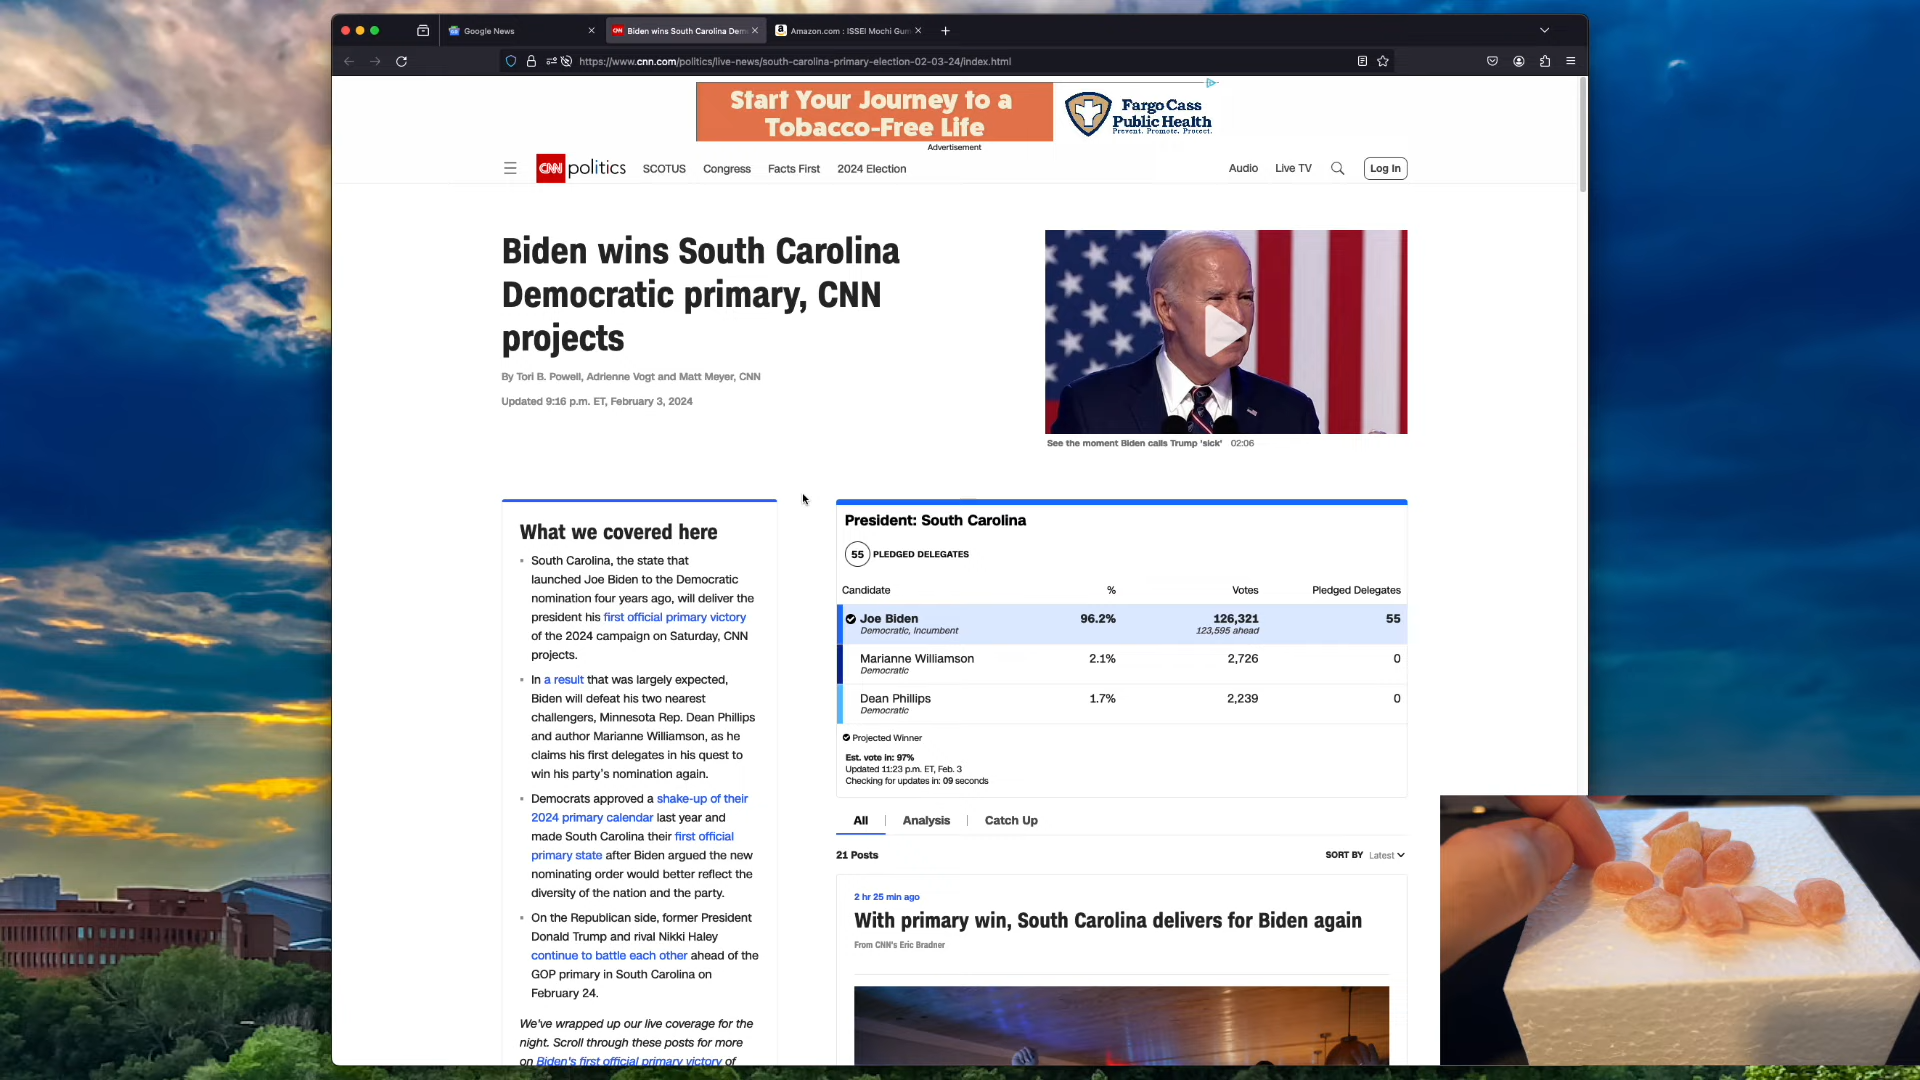 Google News
Biden wins South Carolina Dem
Amazon.com : ISSEI Mochi Gum
https://www.cnn.com/politics/live-news/south-carolina-primary-election-02-03-24/index.html
Start Your Journey to a
Tobacco-Free Life
Fargo Cass
Public Health
Prevent. Promote. Protect.
Advertisement
CNN politics
SCOTUS
Congress
Facts First
2024 Election
Audio
Live TV
Log In
Biden wins South Carolina
Democratic primary, CNN
projects
By Tori B. Powell, Adrienne Vogt and Matt Meyer, CNN
Updated 9:16 p.m. ET, February 3, 2024
See the moment Biden calls Trump 'sick' 02:06
What we covered here
South Carolina, the state that
launched Joe Biden to the Democratic
nomination four years ago, will deliver the
president his first official primary victory
of the 2024 campaign on Saturday, CNN
projects.
In a result that was largely expected,
Biden will defeat his two nearest
challengers, Minnesota Rep. Dean Phillips
and author Marianne Williamson, as he
claims his first delegates in his quest to
win his party's nomination again.
Democrats approved a shake-up of their
2024 primary calendar last year and
made South Carolina their first official
primary state after Biden argued the new
nominating order would better reflect the
diversity of the nation and the party.
On the Republican side, former President
Donald Trump and rival Nikki Haley
continue to battle each other ahead of the
GOP primary in South Carolina on
February 24.
We've wrapped up our live coverage for the
night. Scroll through these posts for more
on Biden's first official primary victory of
President: South Carolina
55 PLEDGED DELEGATES
Candidate % Votes Pledged Delegates
Joe Biden 96.2% 126,321 55
Democratic, Incumbent 123,595 ahead
Marianne Williamson 2.1% 2,726 0
Democratic
Dean Phillips 1.7% 2,239 0
Democratic
Projected Winner
Est. vote in: 97%
Updated 11:23 p.m. ET, Feb. 3
Checking for updates in: 09 seconds
All | Analysis | Catch Up
21 Posts
SORT BY Latest
2 hr 25 min ago
With primary win, South Carolina delivers for Biden again
From CNN's Eric Bradner